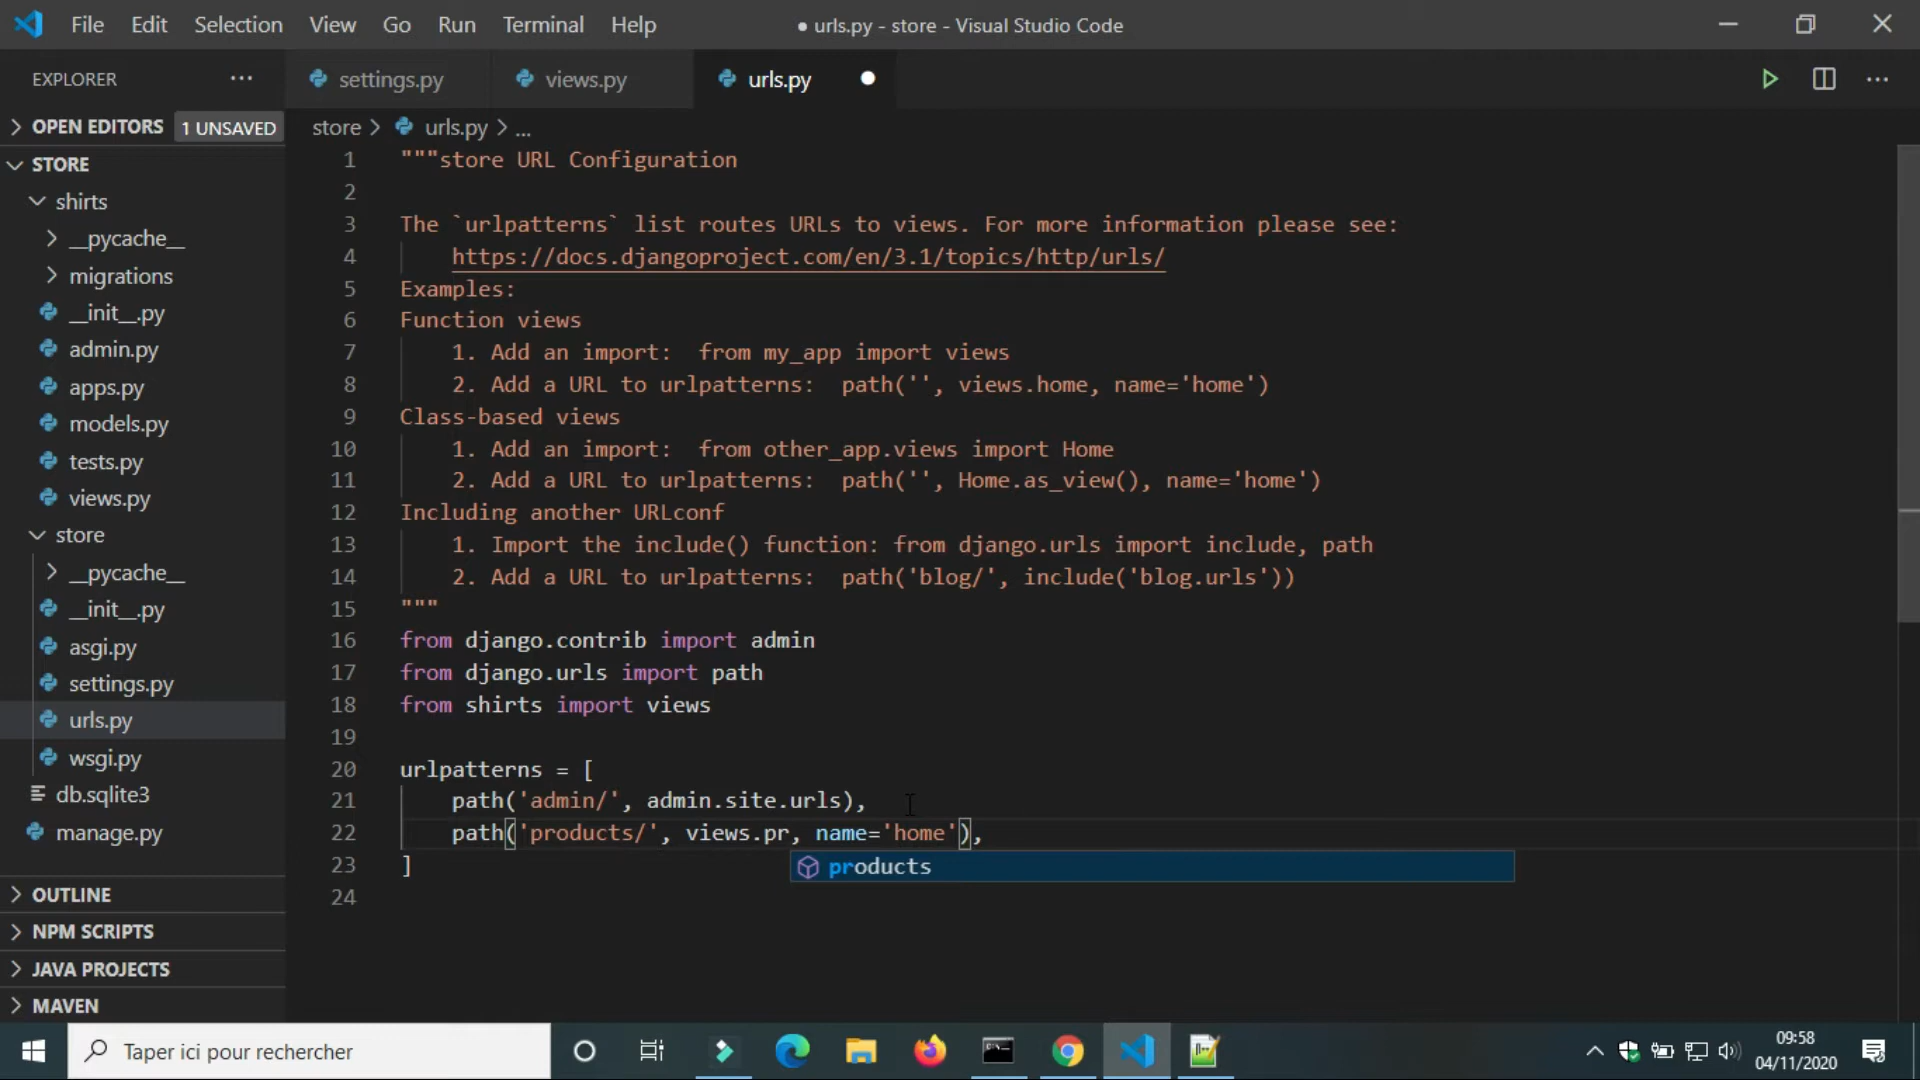 File Edit Selection View Go Run Terminal Help
● urls.py - store - Visual Studio Code
EXPLORER ...
settings.py
views.py
urls.py
OPEN EDITORS 1 UNSAVED
store > urls.py > ...
STORE
shirts
__pycache__
migrations
__init__.py
admin.py
apps.py
models.py
tests.py
views.py
store
__pycache__
__init__.py
asgi.py
settings.py
urls.py
wsgi.py
db.sqlite3
manage.py
OUTLINE
NPM SCRIPTS
JAVA PROJECTS
MAVEN
1 """store URL Configuration
2
3 The `urlpatterns` list routes URLs to views. For more information please see:
4 https://docs.djangoproject.com/en/3.1/topics/http/urls/
5 Examples:
6 Function views
7 1. Add an import:  from my_app import views
8 2. Add a URL to urlpatterns:  path('', views.home, name='home')
9 Class-based views
10 1. Add an import:  from other_app.views import Home
11 2. Add a URL to urlpatterns:  path('', Home.as_view(), name='home')
12 Including another URLconf
13 1. Import the include() function: from django.urls import include, path
14 2. Add a URL to urlpatterns:  path('blog/', include('blog.urls'))
15 """
16 from django.contrib import admin
17 from django.urls import path
18 from shirts import views
19
20 urlpatterns = [
21 path('admin/', admin.site.urls),
22 path('products/', views.pr, name='home'),
products
23 ]
24
Taper ici pour rechercher
09:58
04/11/2020